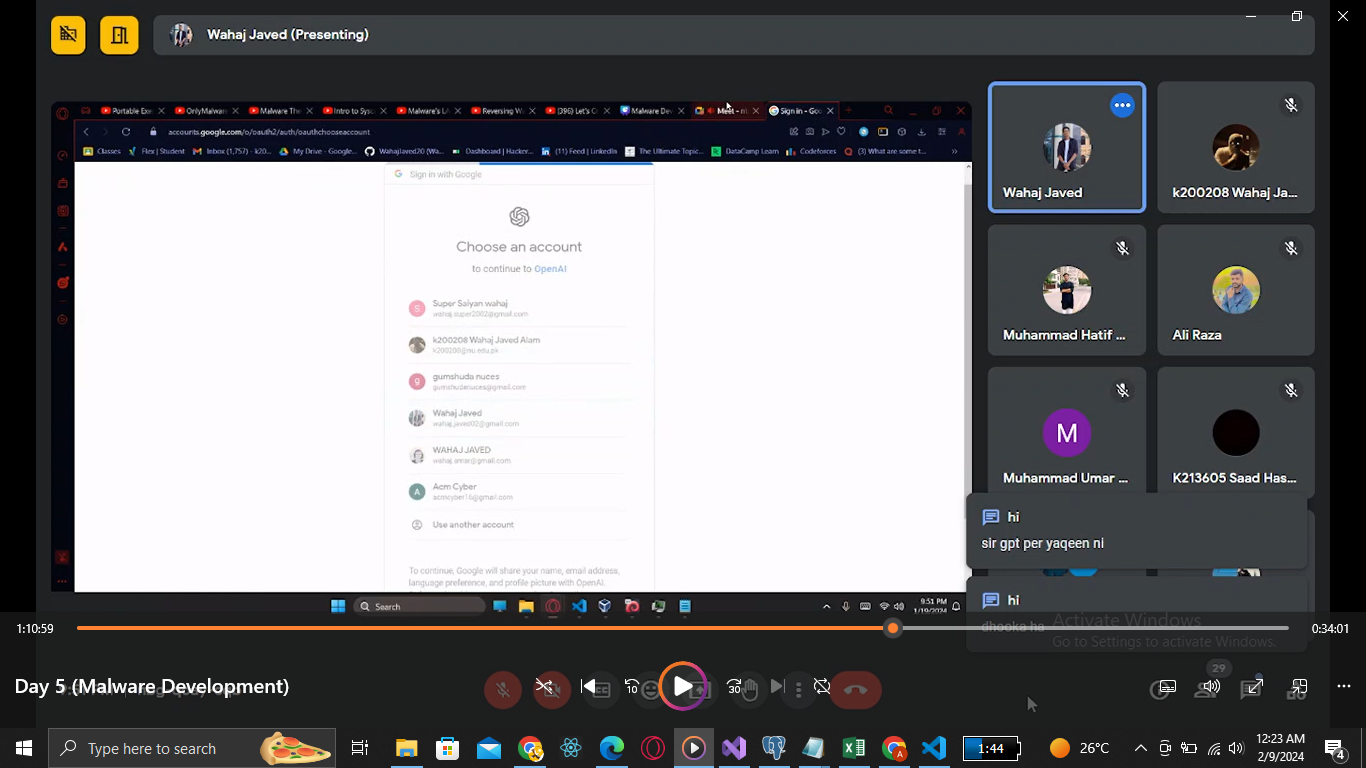 Wahaj Javed (Presenting)
Portable Exe
OnlyMalware
Malware The
Intro to Sysc
Malware's Li
Reversing W
(396) Let's C
Malware Dev
Meet - n
Sign in - Goo
accounts.google.com/o/oauth2/auth/oauthchooseaccount
Classes
Flex | Student
Inbox (1,757) - k20...
My Drive - Google...
WahajJaved20 (Wa...
Dashboard | Hacker...
(11) Feed | LinkedIn
The Ultimate Topic...
DataCamp Learn
Codeforces
(3) What are some t...
Sign in with Google
Choose an account
to continue to OpenAI
Super Saiyan wahaj
wahaj.super2002@gmail.com
k200208 Wahaj Javed Alam
k200208@nu.edu.pk
gumshuda nuces
gumshudanuces@gmail.com
Wahaj Javed
wahaj.javed02@gmail.com
WAHAJ JAVED
wahaj.amar@gmail.com
Acm Cyber
acmcyber16@gmail.com
Use another account
To continue, Google will share your name, email address,
language preference, and profile picture with OpenAI.
Search
9:51 PM
1/19/2024
Wahaj Javed
k200208 Wahaj Ja...
Muhammad Hatif ...
Ali Raza
M
Muhammad Umar ...
K213605 Saad Has...
hi
sir gpt per yaqeen ni
hi
dhooka ha
Activate Windows
Go to Settings to activate Windows.
1:10:59
0:34:01
Day 5 (Malware Development)
10
30
29
Type here to search
1:44
26°C
12:23 AM
2/9/2024
4